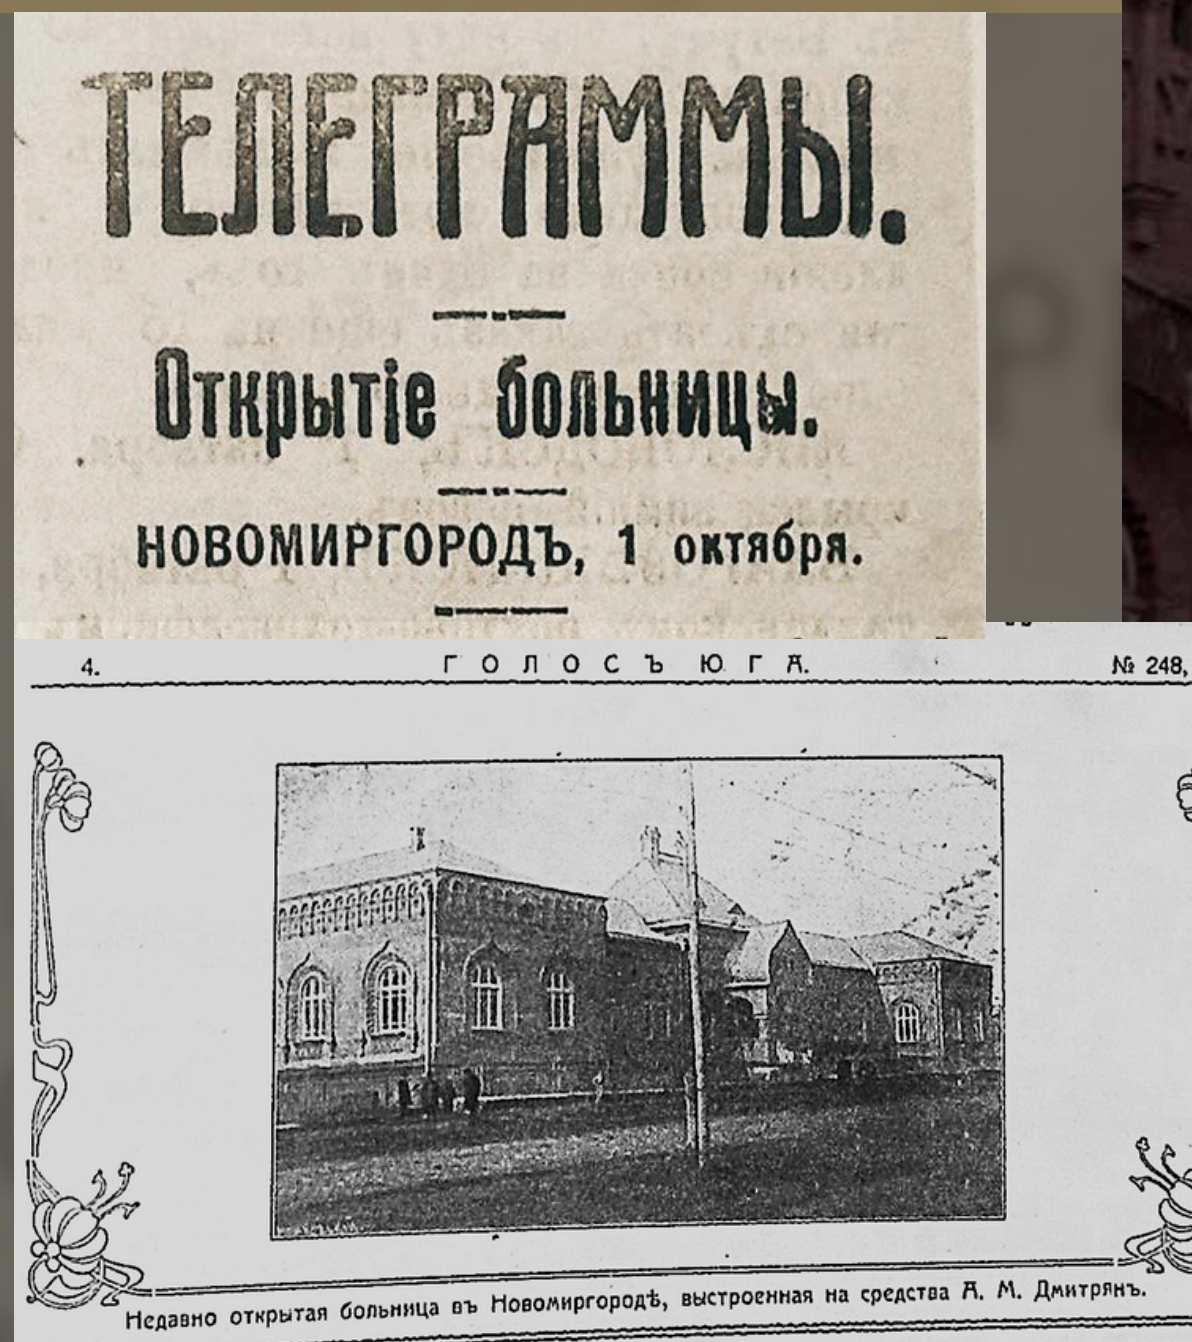 ТЕЛЕГРАММЫ.
Открытіе больницы.
НОВОМИРГОРОДЪ, 1 октября.
4. ГОЛОСЪ ЮГА. № 248,
Недавно открытая больница въ Новомиргородѣ, выстроенная на средства А. М. Дмитрянъ.